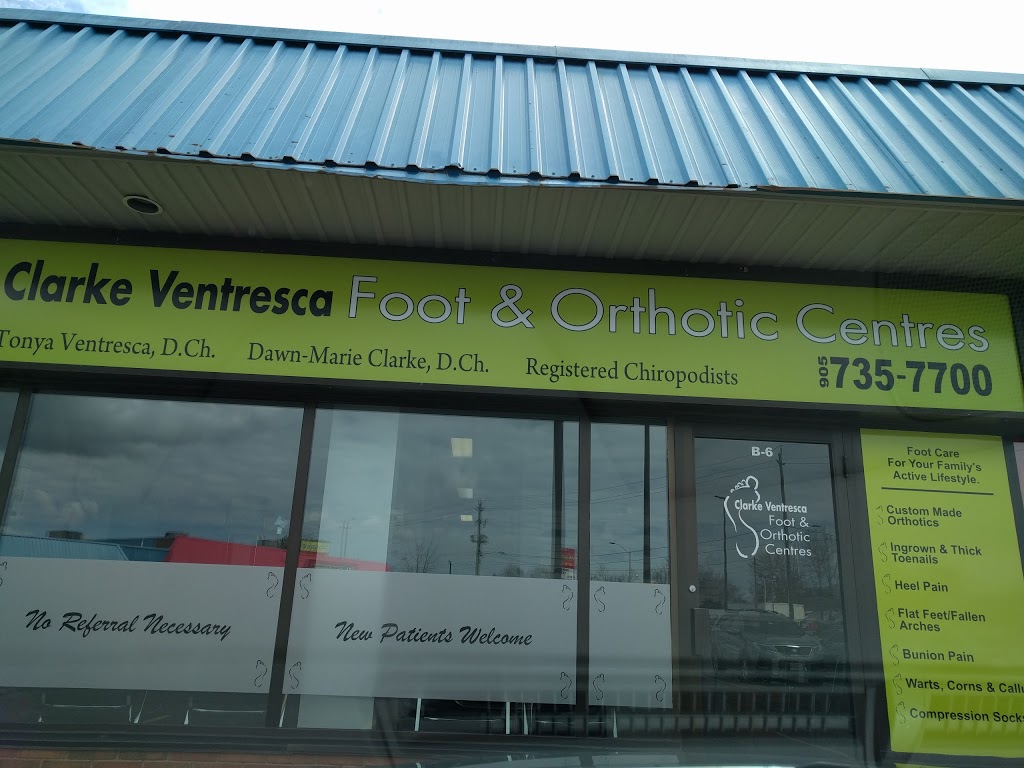 Clarke Ventresca Foot & Orthotic Centres
Tonya Ventresca, D.Ch. Dawn-Marie Clarke, D.Ch. Registered Chiropodists 905 735-7700
B-6
Clarke Ventresca
Foot &
Orthotic
Centres
No Referral Necessary
New Patients Welcome
Foot Care
For Your Family's
Active Lifestyle.
Custom Made
Orthotics
Ingrown & Thick
Toenails
Heel Pain
Flat Feet/Fallen
Arches
Bunion Pain
Warts, Corns & Callu
Compression Socks